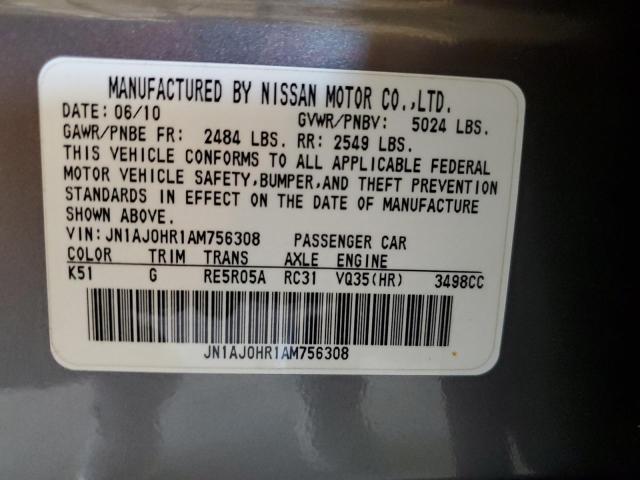 MANUFACTURED BY NISSAN MOTOR CO.,LTD.
DATE: 06/10 GVWR/PNBV: 5024 LBS.
GAWR/PNBE FR: 2484 LBS. RR: 2549 LBS.
THIS VEHICLE CONFORMS TO ALL APPLICABLE FEDERAL
MOTOR VEHICLE SAFETY,BUMPER,AND THEFT PREVENTION
STANDARDS IN EFFECT ON THE DATE OF MANUFACTURE
SHOWN ABOVE.
VIN:JN1AJ0HR1AM756308 PASSENGER CAR
COLOR TRIM TRANS AXLE ENGINE
K51 G RE5R05A RC31 VQ35(HR) 3498CC
JN1AJ0HR1AM756308